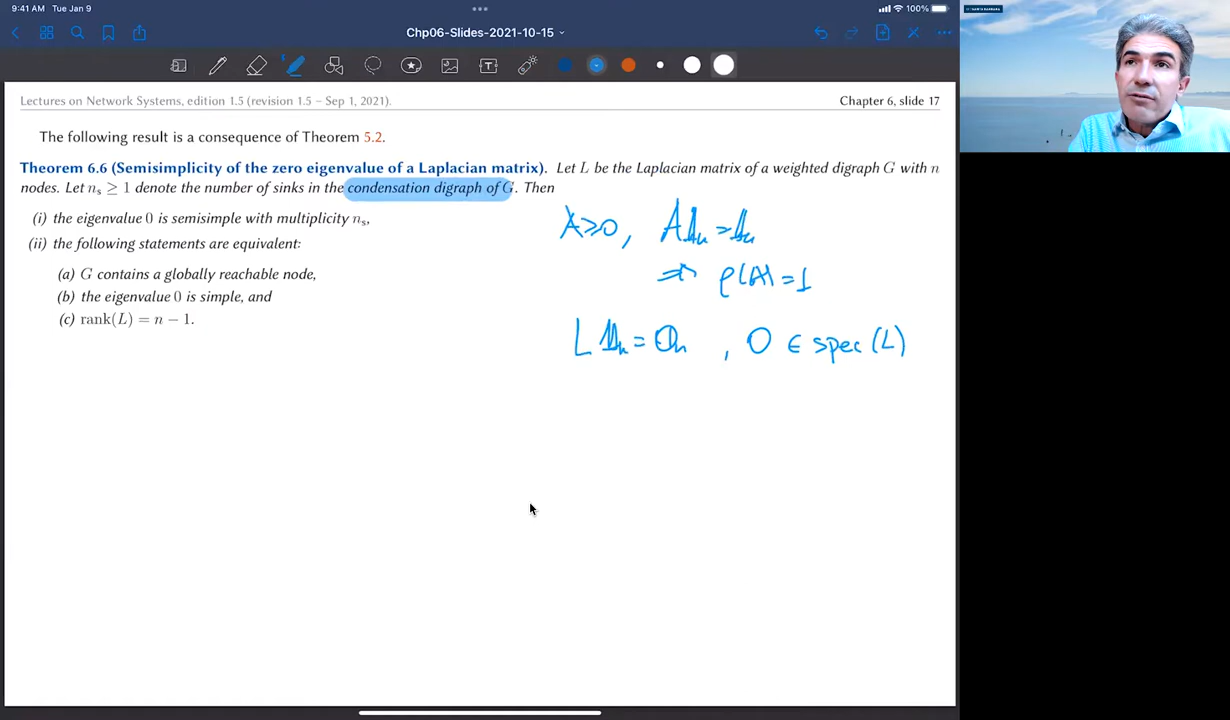 9:41 AM Tue Jan 9
100%
Chp06-Slides-2021-10-15
Lectures on Network Systems, edition 1.5 (revision 1.5 – Sep 1, 2021).
Chapter 6, slide 17
The following result is a consequence of Theorem 5.2.
Theorem 6.6 (Semisimplicity of the zero eigenvalue of a Laplacian matrix). Let L be the Laplacian matrix of a weighted digraph G with n
nodes. Let nₛ ≥ 1 denote the number of sinks in the condensation digraph of G. Then
(i) the eigenvalue 0 is semisimple with multiplicity nₛ,
(ii) the following statements are equivalent:
(a) G contains a globally reachable node,
(b) the eigenvalue 0 is simple, and
(c) rank(L) = n − 1.
A ≥ 0, A𝟙ₙ = 𝟙ₙ
⇒ ρ(A) = 1
L𝟙ₙ = 𝟘ₙ , 0 ∈ spec(L)